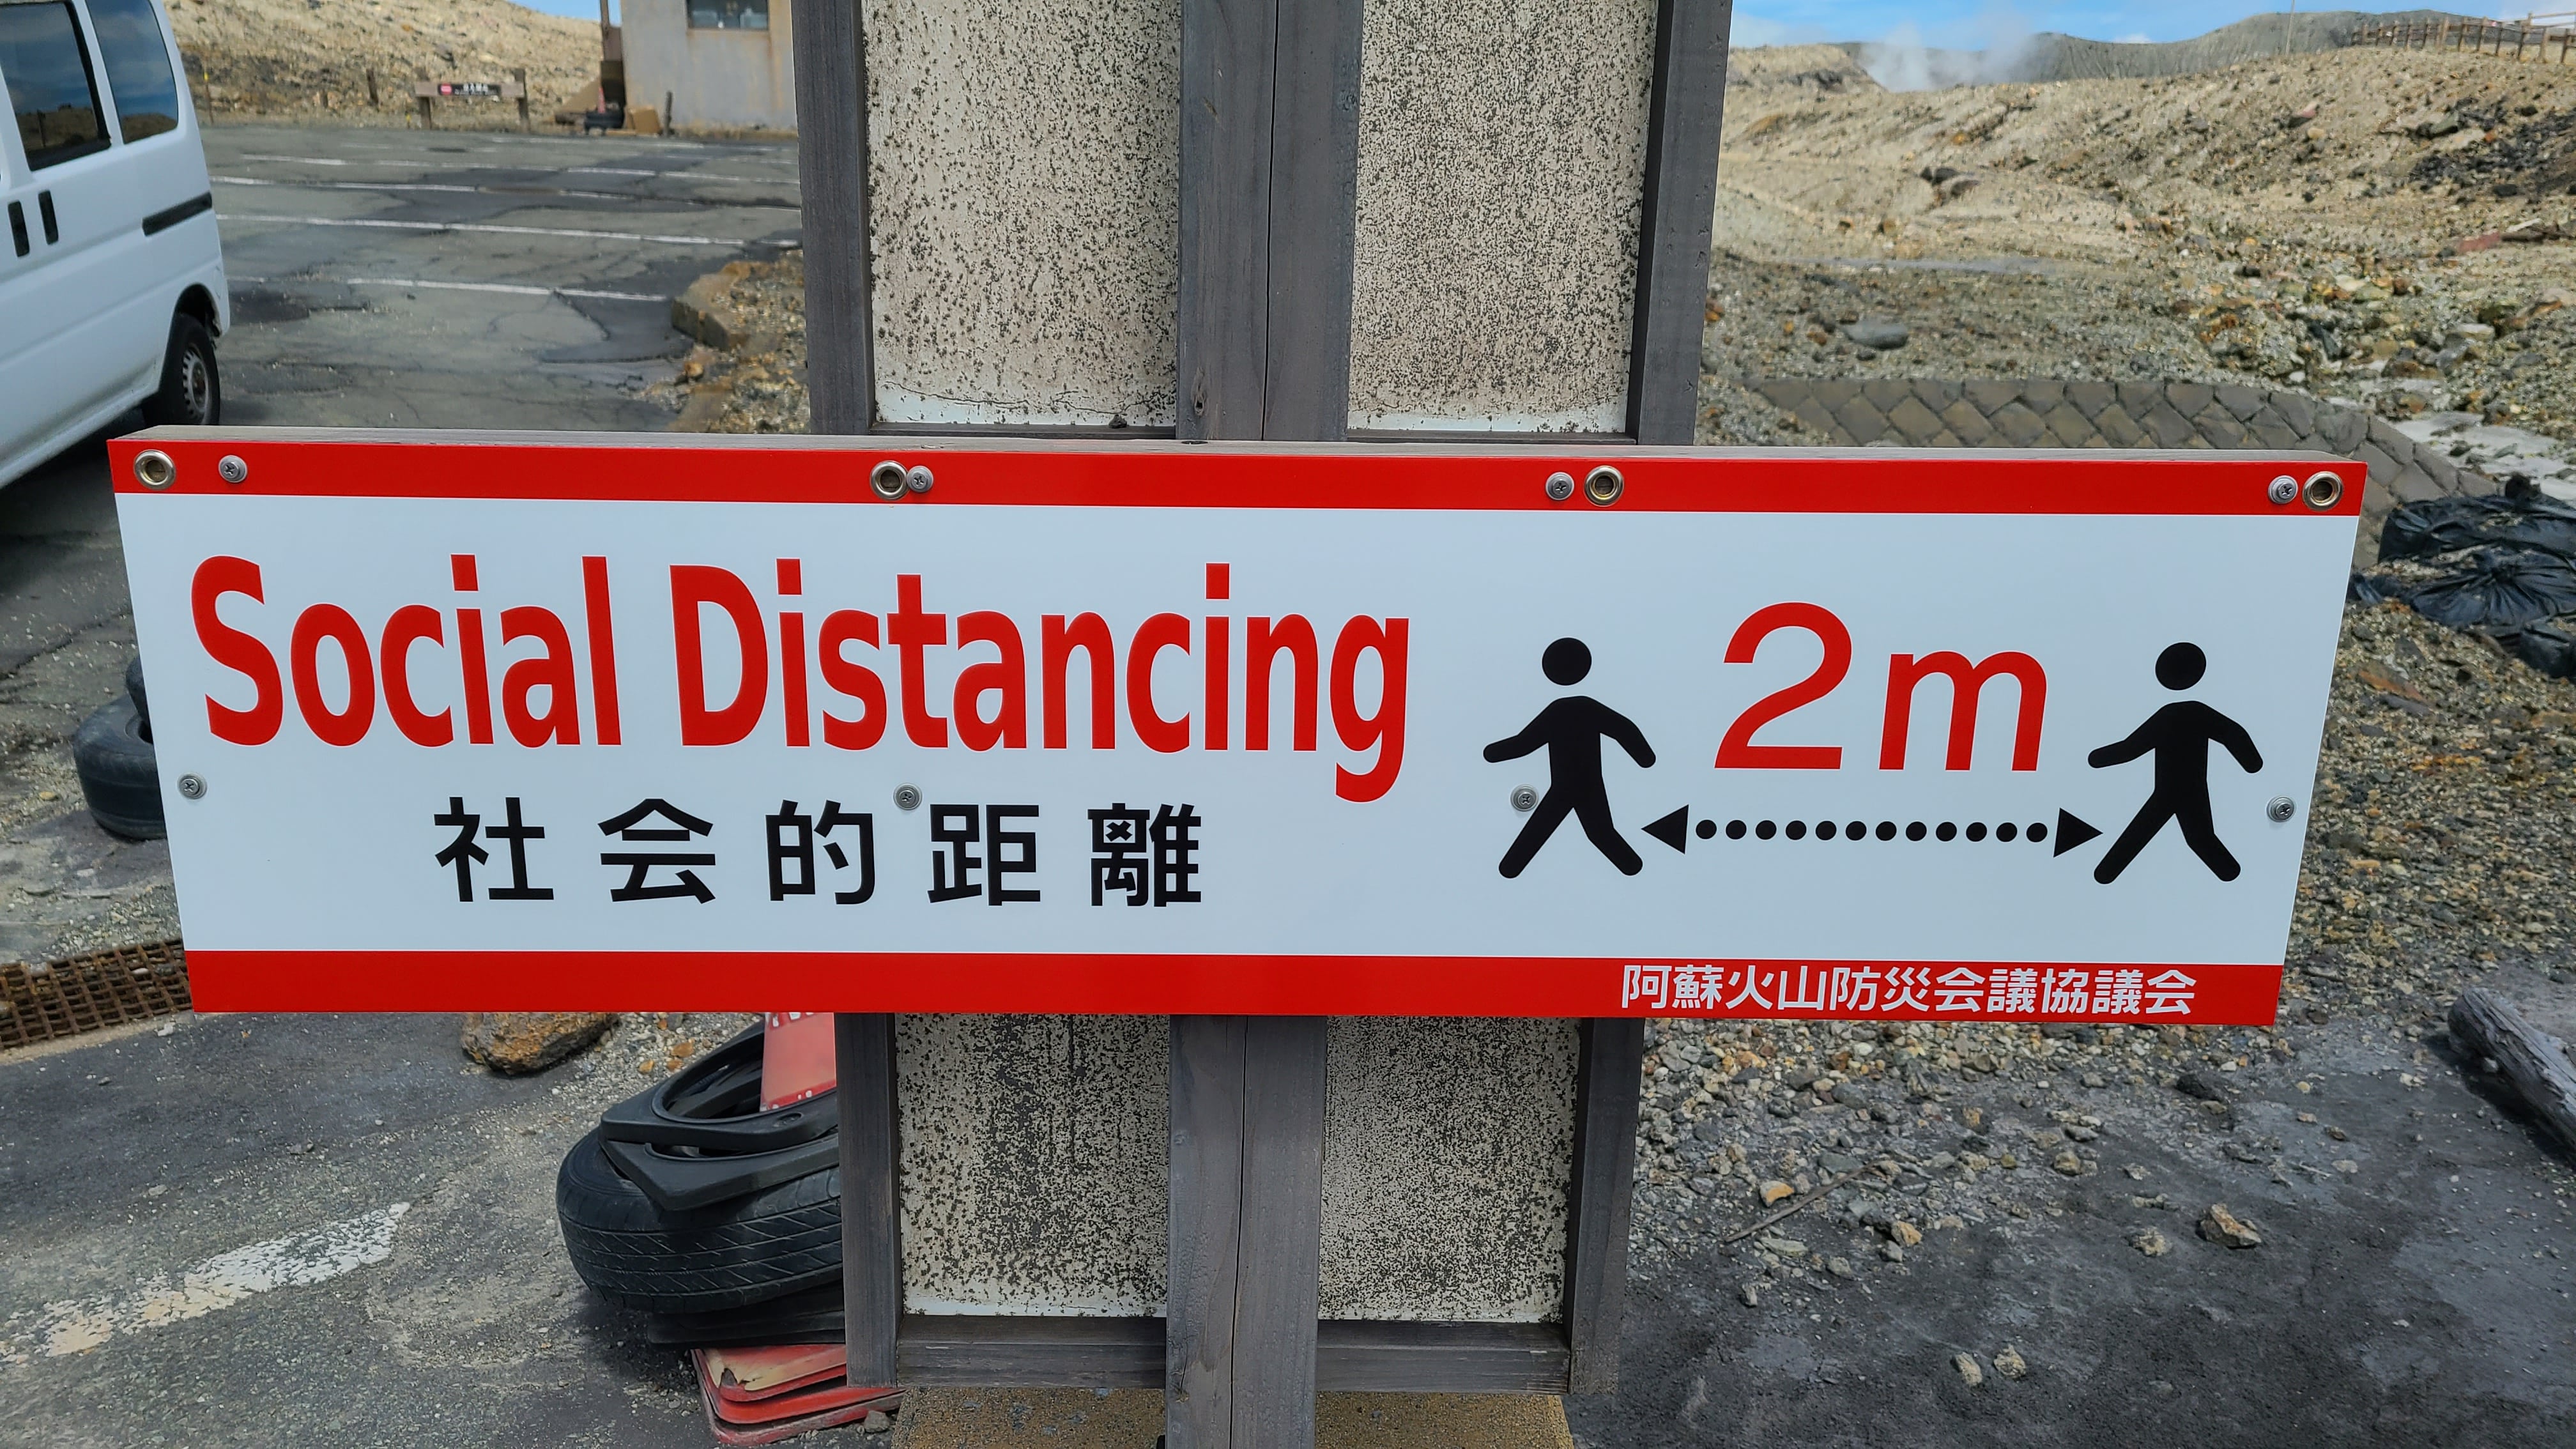 Social Distancing
2m
社会的距離
阿蘇火山防災会議協議会